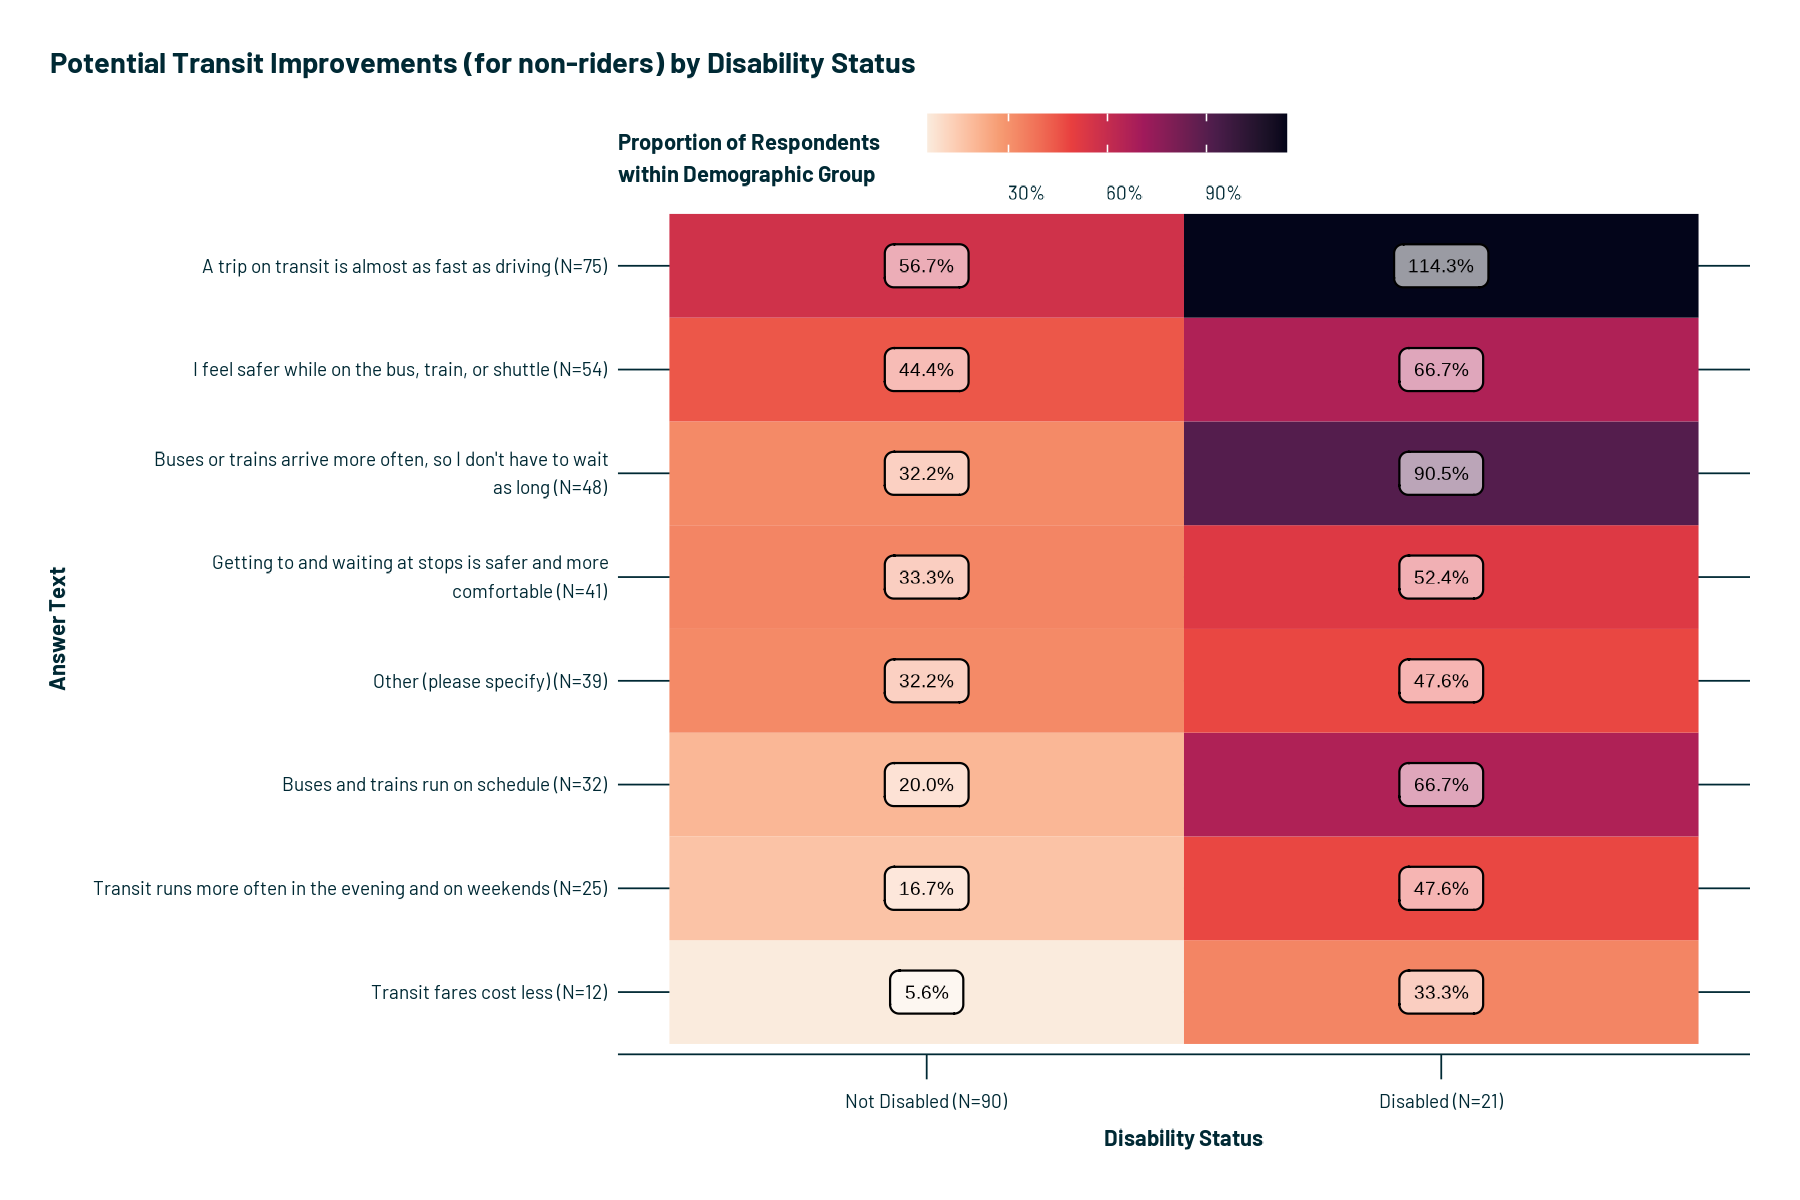 Potential Transit Improvements (for non-riders) by Disability Status
Proportion of Respondents
within Demographic Group
30% 60% 90%
Answer Text
A trip on transit is almost as fast as driving (N=75) 56.7% 114.3%
I feel safer while on the bus, train, or shuttle (N=54) 44.4% 66.7%
Buses or trains arrive more often, so I don't have to wait
as long (N=48) 32.2% 90.5%
Getting to and waiting at stops is safer and more
comfortable (N=41) 33.3% 52.4%
Other (please specify) (N=39) 32.2% 47.6%
Buses and trains run on schedule (N=32) 20.0% 66.7%
Transit runs more often in the evening and on weekends (N=25) 16.7% 47.6%
Transit fares cost less (N=12) 5.6% 33.3%
Not Disabled (N=90) Disabled (N=21)
Disability Status